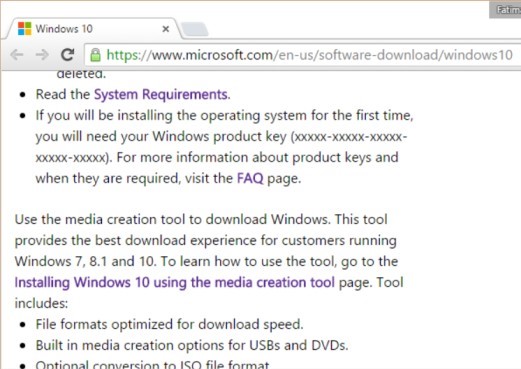 Fatim
Windows 10
https://www.microsoft.com/en-us/software-download/windows10
deleted.
• Read the System Requirements.
• If you will be installing the operating system for the first time,
you will need your Windows product key (xxxxx-xxxxx-xxxxx-
xxxxx-xxxxx). For more information about product keys and
when they are required, visit the FAQ page.
Use the media creation tool to download Windows. This tool
provides the best download experience for customers running
Windows 7, 8.1 and 10. To learn how to use the tool, go to the
Installing Windows 10 using the media creation tool page. Tool
includes:
• File formats optimized for download speed.
• Built in media creation options for USBs and DVDs.
• Optional conversion to ISO file format